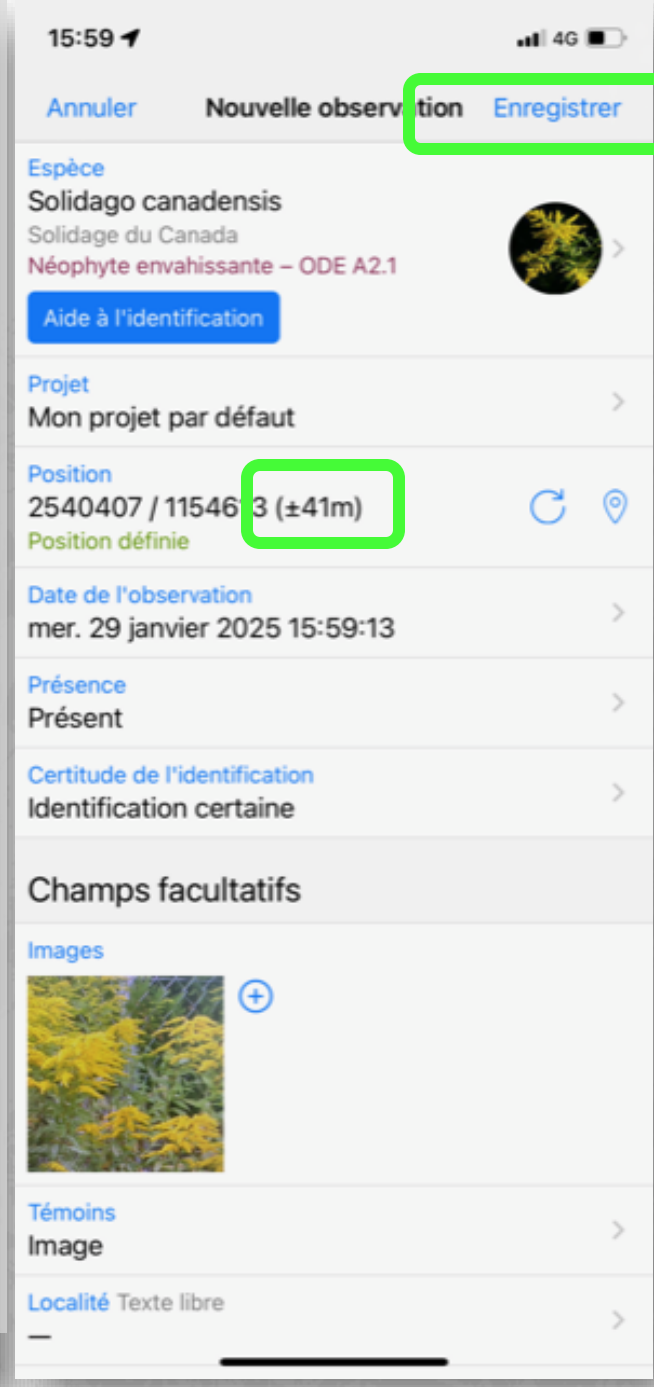 15:59
4G
Annuler Nouvelle observation Enregistrer
Espèce
Solidago canadensis
Solidage du Canada
Néophyte envahissante – ODE A2.1
Aide à l'identification
Projet
Mon projet par défaut
Position
2540407 / 1154613 (±41m)
Position définie
Date de l'observation
mer. 29 janvier 2025 15:59:13
Présence
Présent
Certitude de l'identification
Identification certaine
Champs facultatifs
Images
Témoins
Image
Localité Texte libre
—